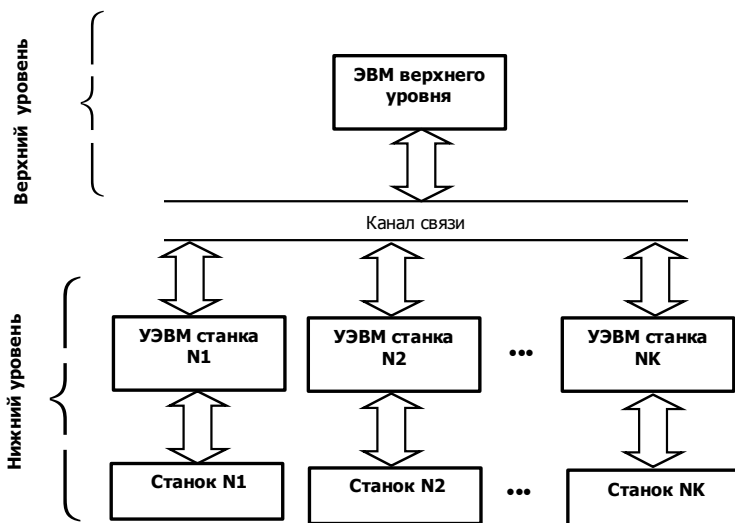 Верхний уровень
ЭВМ верхнего
уровня
Канал связи
Нижний уровень
УЭВМ станка
N1
УЭВМ станка
N2
...
УЭВМ станка
NK
Станок N1
Станок N2
...
Станок NK